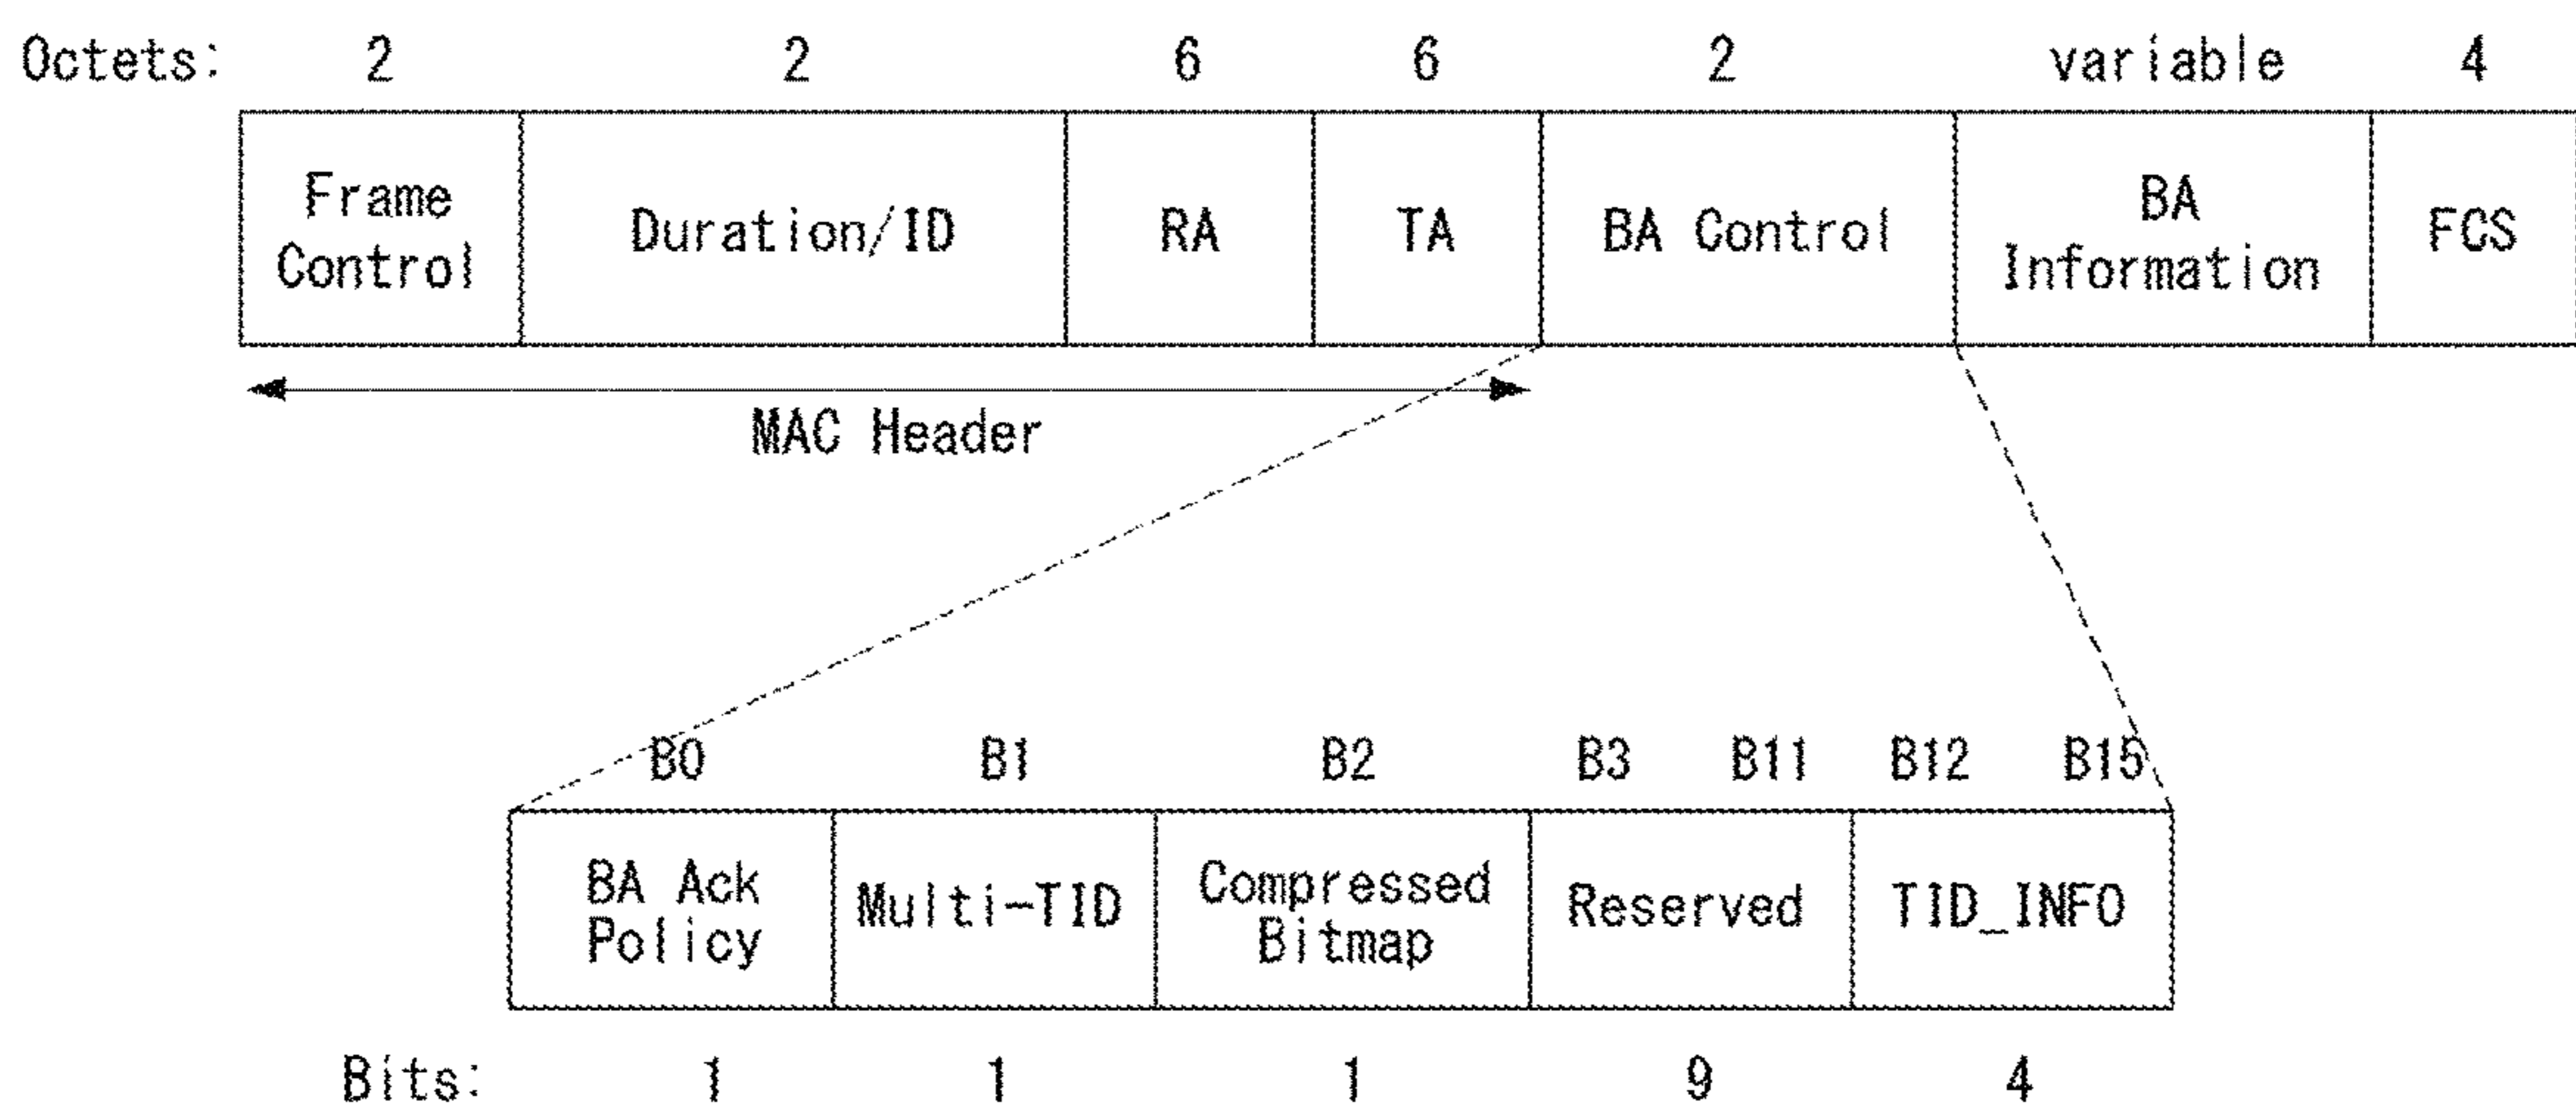 Octets: 2 2 6 6 2 variable 4
Frame Control Duration/ID RA TA BA Control BA Information FCS
MAC Header
B0 B1 B2 B3 B11 B12 B15
BA Ack Policy Multi-TID Compressed Bitmap Reserved TID_INFO
Bits: 1 1 1 9 4